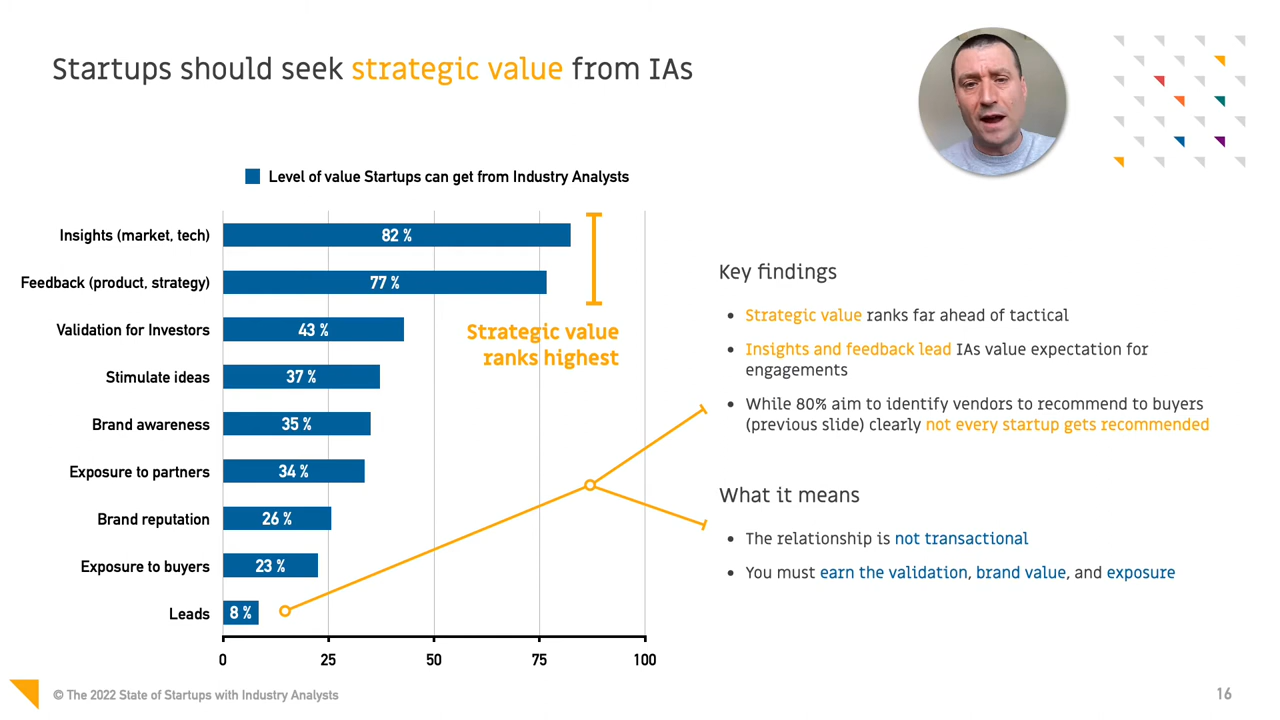 Startups should seek strategic value from IAs
Level of value Startups can get from Industry Analysts
Insights (market, tech)
82 %
Feedback (product, strategy)
77 %
Validation for Investors
43 %
Stimulate ideas
37 %
Brand awareness
35 %
Exposure to partners
34 %
Brand reputation
26 %
Exposure to buyers
23 %
Leads
8 %
0
25
50
75
100
Strategic value
ranks highest
Key findings
• Strategic value ranks far ahead of tactical
• Insights and feedback lead IAs value expectation for
engagements
• While 80% aim to identify vendors to recommend to buyers
(previous slide) clearly not every startup gets recommended
What it means
• The relationship is not transactional
• You must earn the validation, brand value, and exposure
© The 2022 State of Startups with Industry Analysts
16